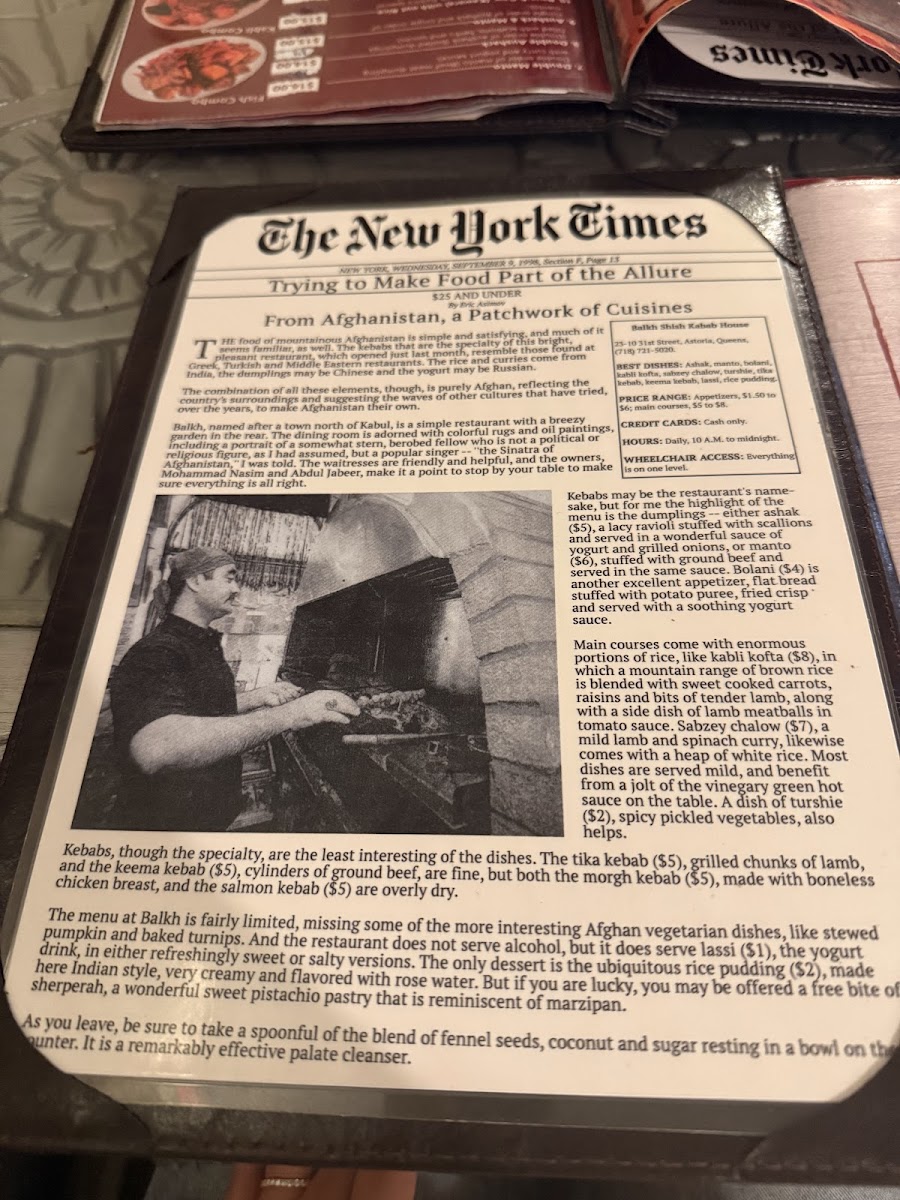 Kabab Combo
$15.00
$15.00
$14.00
$16.00
Fish Combo
York Times
The New York Times
NEW YORK, WEDNESDAY, SEPTEMBER 9, 1998, Section F, Page 15
Trying to Make Food Part of the Allure
$25 AND UNDER
By Eric Asimov
From Afghanistan, a Patchwork of Cuisines
THE food of mountainous Afghanistan is simple and satisfying, and much of it
seems familiar, as well. The kebabs that are the specialty of this bright,
pleasant restaurant, which opened just last month, resemble those found at
Greek, Turkish and Middle Eastern restaurants. The rice and curries come from
India, the dumplings may be Chinese and the yogurt may be Russian.
The combination of all these elements, though, is purely Afghan, reflecting the
country's surroundings and suggesting the waves of other cultures that have tried,
over the years, to make Afghanistan their own.
Balkh, named after a town north of Kabul, is a simple restaurant with a breezy
garden in the rear. The dining room is adorned with colorful rugs and oil paintings,
including a portrait of a somewhat stern, berobed fellow who is not a political or
religious figure, as I had assumed, but a popular singer -- "the Sinatra of
Afghanistan," I was told. The waitresses are friendly and helpful, and the owners,
Mohammad Nasim and Abdul Jabeer, make it a point to stop by your table to make
sure everything is all right.
Balkh Shish Kabab House
25-10 31st Street, Astoria, Queens,
(718) 721-5020.
BEST DISHES: Ashak, manto, bolani,
kabli kofta, sabzey chalow, turshie, tika
kebab, keema kebab, lassi, rice pudding.
PRICE RANGE: Appetizers, $1.50 to
$6; main courses, $5 to $8.
CREDIT CARDS: Cash only.
HOURS: Daily, 10 A.M. to midnight.
WHEELCHAIR ACCESS: Everything
is on one level.
Kebabs may be the restaurant's name-
sake, but for me the highlight of the
menu is the dumplings -- either ashak
($5), a lacy ravioli stuffed with scallions
and served in a wonderful sauce of
yogurt and grilled onions, or manto
($6), stuffed with ground beef and
served in the same sauce. Bolani ($4) is
another excellent appetizer, flat bread
stuffed with potato puree, fried crisp
and served with a soothing yogurt
sauce.
Main courses come with enormous
portions of rice, like kabli kofta ($8), in
which a mountain range of brown rice
is blended with sweet cooked carrots,
raisins and bits of tender lamb, along
with a side dish of lamb meatballs in
tomato sauce. Sabzey chalow ($7), a
mild lamb and spinach curry, likewise
comes with a heap of white rice. Most
dishes are served mild, and benefit
from a jolt of the vinegary green hot
sauce on the table. A dish of turshie
($2), spicy pickled vegetables, also
helps.
Kebabs, though the specialty, are the least interesting of the dishes. The tika kebab ($5), grilled chunks of lamb,
and the keema kebab ($5), cylinders of ground beef, are fine, but both the morgh kebab ($5), made with boneless
chicken breast, and the salmon kebab ($5) are overly dry.
The menu at Balkh is fairly limited, missing some of the more interesting Afghan vegetarian dishes, like stewed
pumpkin and baked turnips. And the restaurant does not serve alcohol, but it does serve lassi ($1), the yogurt
drink, in either refreshingly sweet or salty versions. The only dessert is the ubiquitous rice pudding ($2), made
here Indian style, very creamy and flavored with rose water. But if you are lucky, you may be offered a free bite of
sherperah, a wonderful sweet pistachio pastry that is reminiscent of marzipan.
As you leave, be sure to take a spoonful of the blend of fennel seeds, coconut and sugar resting in a bowl on the
ounter. It is a remarkably effective palate cleanser.